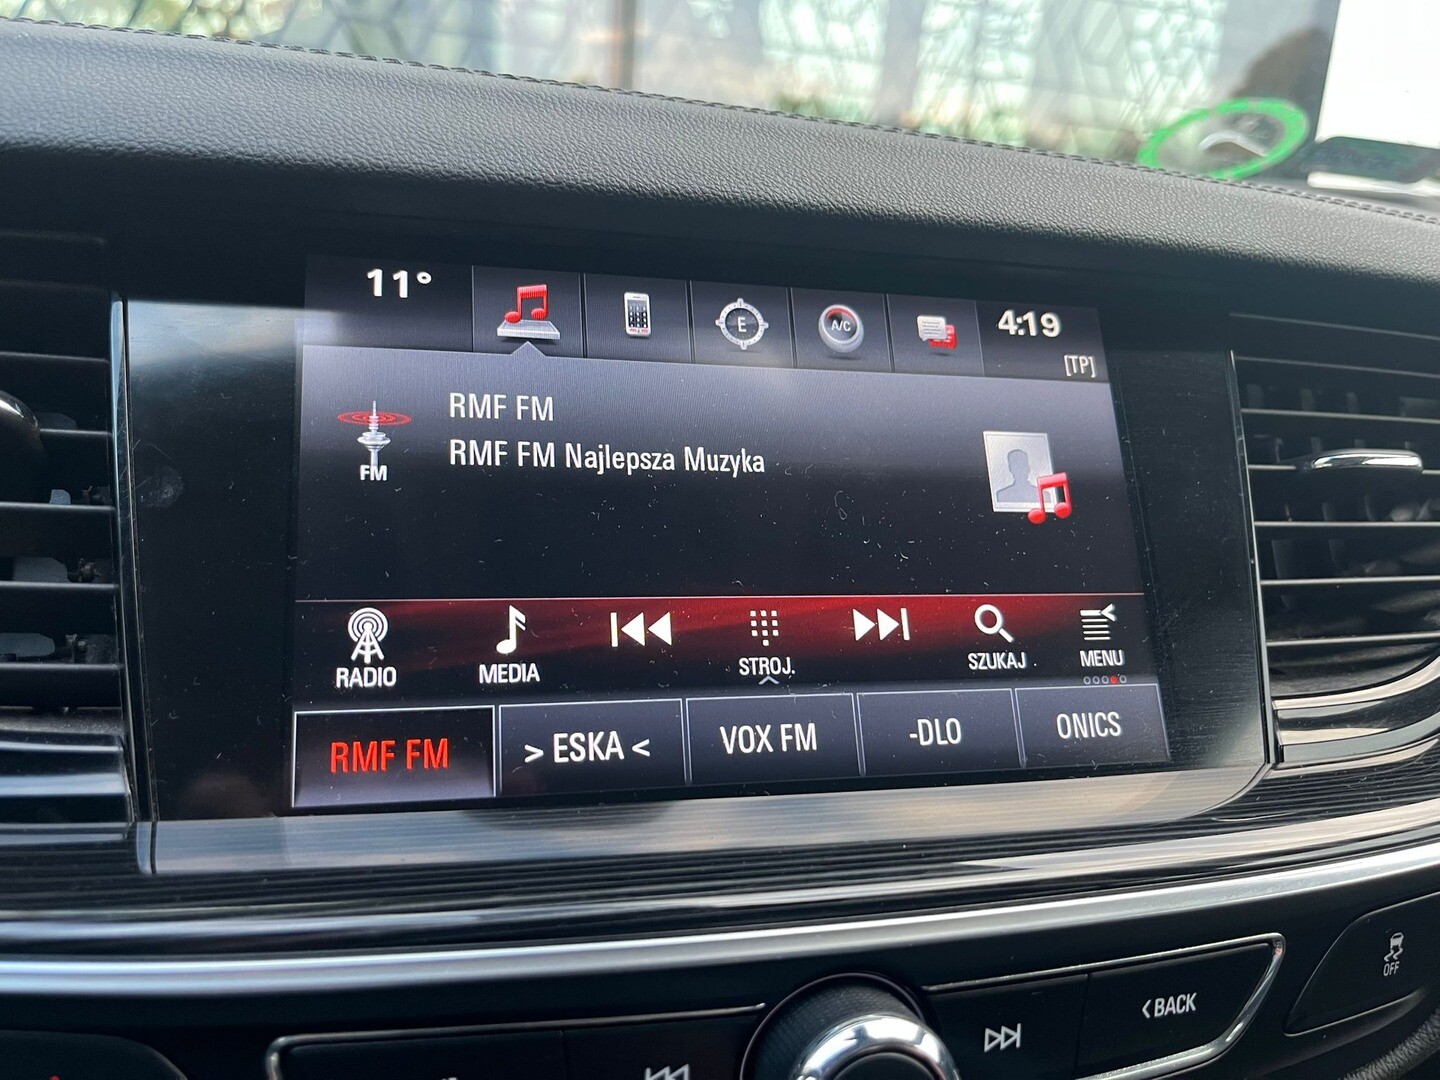 11°
E
A/C
4:19
[TP]
RMF FM
RMF FM Najlepsza Muzyka
FM
RADIO
MEDIA
STROJ.
SZUKAJ
MENU
RMF FM
> ESKA <
VOX FM
-DLO
ONICS
<BACK
OFF